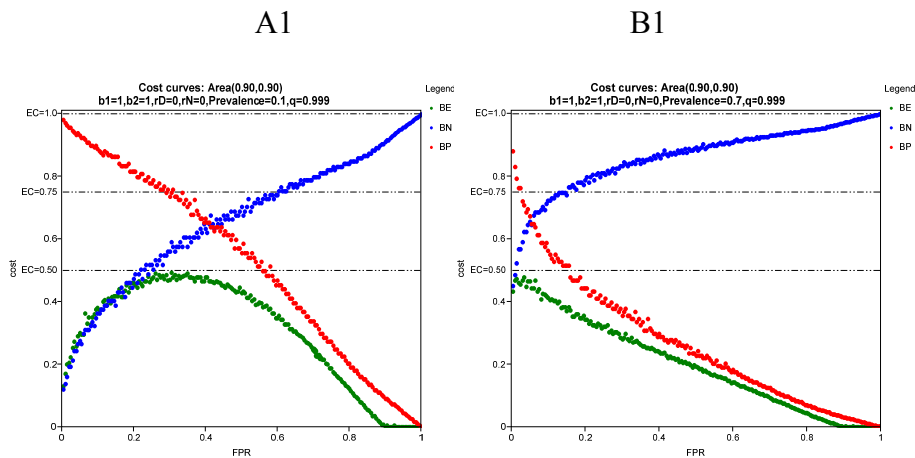 A1
B1
Cost curves: Area(0.90,0.90)
b1=1,b2=1,rD=0,rN=0,Prevalence=0.1,q=0.999
Legend
BE
BN
BP
EC=1.0
0.8
EC=0.75
0.6
EC=0.50
0.4
0.2
0
cost
0
0.2
0.4
0.6
0.8
1
FPR
Cost curves: Area(0.90,0.90)
b1=1,b2=1,rD=0,rN=0,Prevalence=0.7,q=0.999
Legend
BE
BN
BP
EC=1.0
0.8
EC=0.75
0.6
EC=0.50
0.4
0.2
0
cost
0
0.2
0.4
0.6
0.8
1
FPR